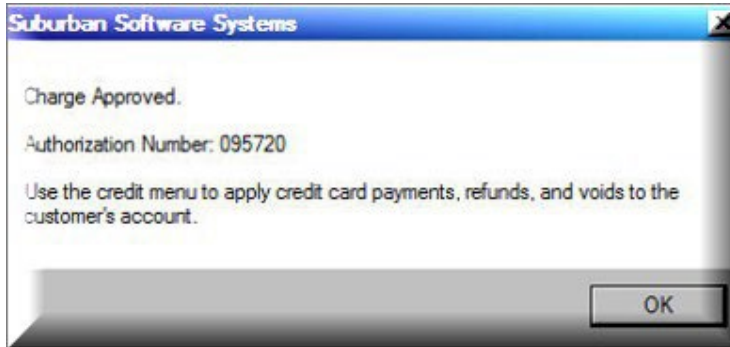 Suburban Software Systems
Charge Approved.
Authorization Number: 095720
Use the credit menu to apply credit card payments, refunds, and voids to the
customer's account.
OK